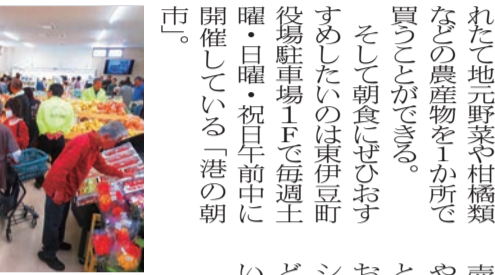 れたて地元野菜や柑橘類
などの農産物を1か所で
買うことができる。
そして朝食にぜひおす
すめしたいのは東伊豆町
役場駐車場1Fで毎週土
曜・日曜・祝日午前中に
開催している「港の朝
市」。